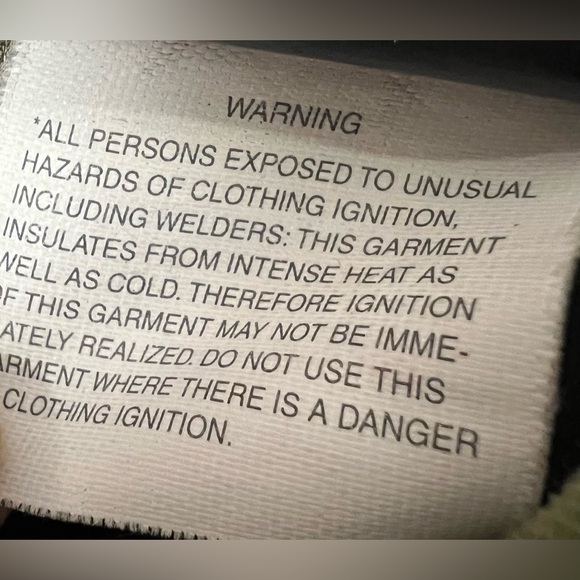 WARNING
*ALL PERSONS EXPOSED TO UNUSUAL
HAZARDS OF CLOTHING IGNITION,
INCLUDING WELDERS: THIS GARMENT
INSULATES FROM INTENSE HEAT AS
WELL AS COLD. THEREFORE IGNITION
OF THIS GARMENT MAY NOT BE IMME-
ATELY REALIZED. DO NOT USE THIS
ARMENT WHERE THERE IS A DANGER
CLOTHING IGNITION.